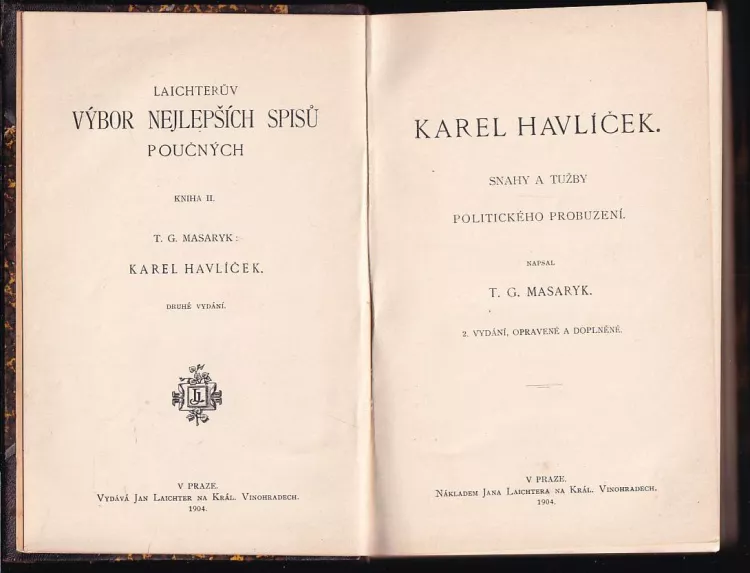 LAICHTERŮV
VÝBOR NEJLEPŠÍCH SPISŮ
POUČNÝCH
KNIHA II.
T. G. MASARYK:
KAREL HAVLÍČEK.
DRUHÉ VYDÁNÍ.
JL
V PRAZE.
VYDÁVÁ JAN LAICHTER NA KRÁL. VINOHRADECH.
1904.
KAREL HAVLÍČEK.
SNAHY A TUŽBY
POLITICKÉHO PROBUZENÍ.
NAPSAL
T. G. MASARYK.
2. VYDÁNÍ, OPRAVENÉ A DOPLNĚNÉ.
V PRAZE.
NÁKLADEM JANA LAICHTERA NA KRÁL. VINOHRADECH.
1904.